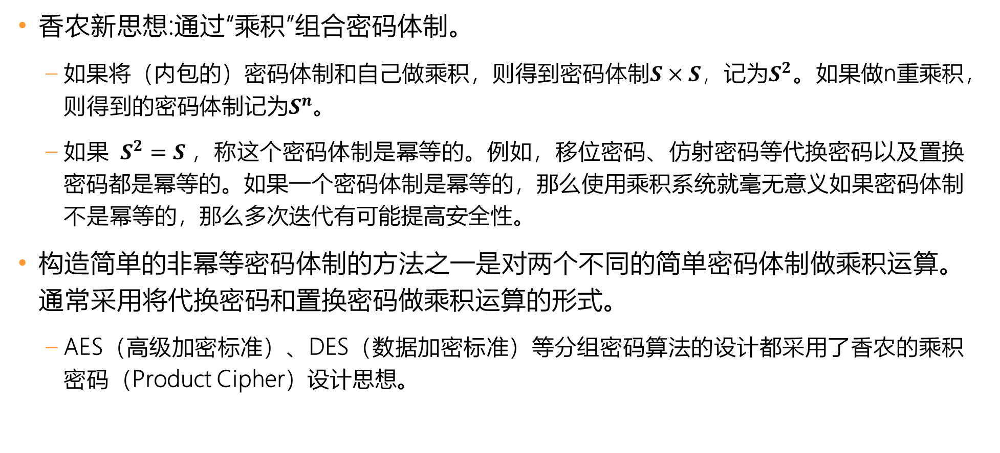 • 香农新思想:通过“乘积”组合密码体制。
– 如果将（内包的）密码体制和自己做乘积，则得到密码体制S × S，记为S²。如果做n重乘积，
则得到的密码体制记为Sⁿ。
– 如果 S² = S ，称这个密码体制是幂等的。例如，移位密码、仿射密码等代换密码以及置换
密码都是幂等的。如果一个密码体制是幂等的，那么使用乘积系统就毫无意义如果密码体制
不是幂等的，那么多次迭代有可能提高安全性。
• 构造简单的非幂等密码体制的方法之一是对两个不同的简单密码体制做乘积运算。
通常采用将代换密码和置换密码做乘积运算的形式。
– AES（高级加密标准）、DES（数据加密标准）等分组密码算法的设计都采用了香农的乘积
密码（Product Cipher）设计思想。